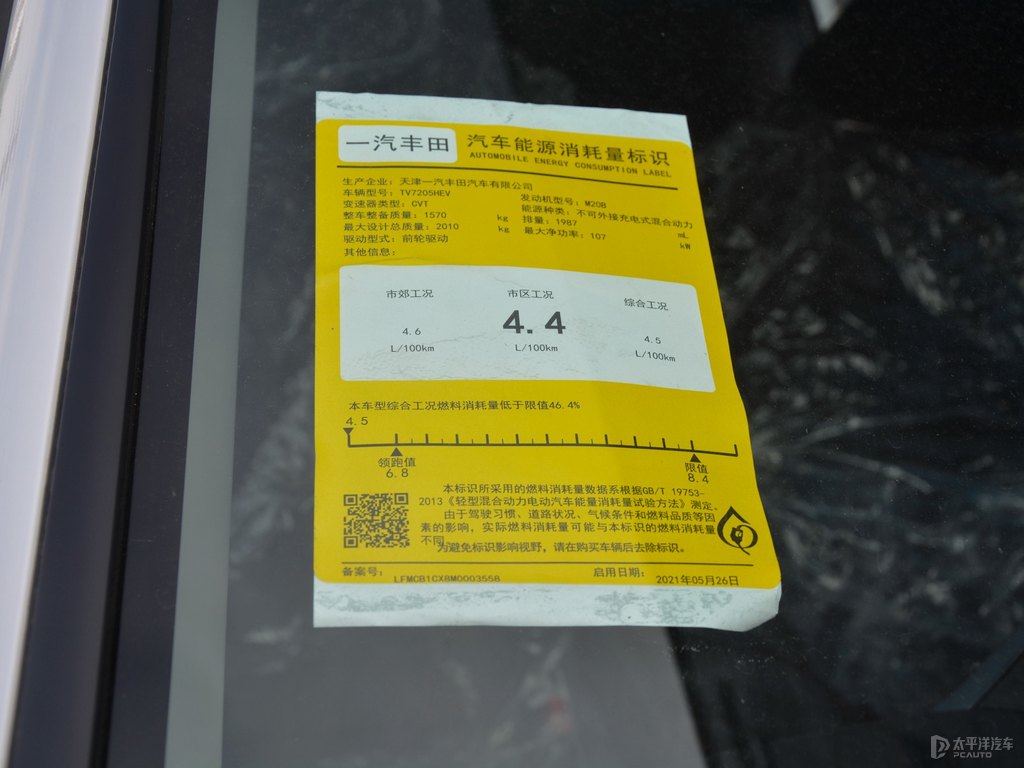 一汽丰田
汽车能源消耗量标识
AUTOMOBILE ENERGY CONSUMPTION LABEL
生产企业：天津一汽丰田汽车有限公司
车辆型号：TV7205HEV
发动机型号：M20B
变速器类型：CVT
能源种类：不可外接充电式混合动力
整车整备质量：1570 kg
排量：1987 mL
最大设计总质量：2010 kg
最大净功率：107 kW
驱动型式：前轮驱动
其他信息：
市郊工况 市区工况 综合工况
4.6 4.4 4.5
L/100km L/100km L/100km
本车型综合工况燃料消耗量低于限值46.4%
4.5
领跑值 限值
6.8 8.4
本标识所采用的燃料消耗量数据系根据GB/T 19753-
2013《轻型混合动力电动汽车能量消耗量试验方法》测定。
由于驾驶习惯、道路状况、气候条件和燃料品质等因
素的影响，实际燃料消耗量可能与本标识的燃料消耗量
不同。
为避免标识影响视野，请在购买车辆后去除标识。
备案号： LFMCB1CX8M0003558 启用日期： 2021年05月26日
太平洋汽车
PCAUTO